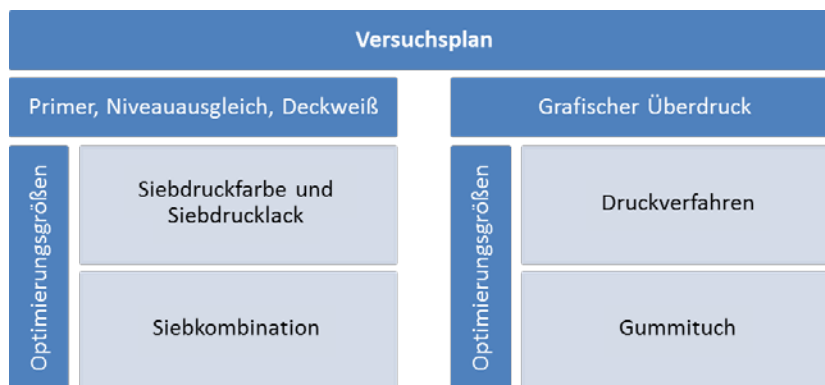 Versuchsplan
Primer, Niveauausgleich, Deckweiß
Optimierungsgrößen
Siebdruckfarbe und
Siebdrucklack
Siebkombination
Grafischer Überdruck
Optimierungsgrößen
Druckverfahren
Gummituch